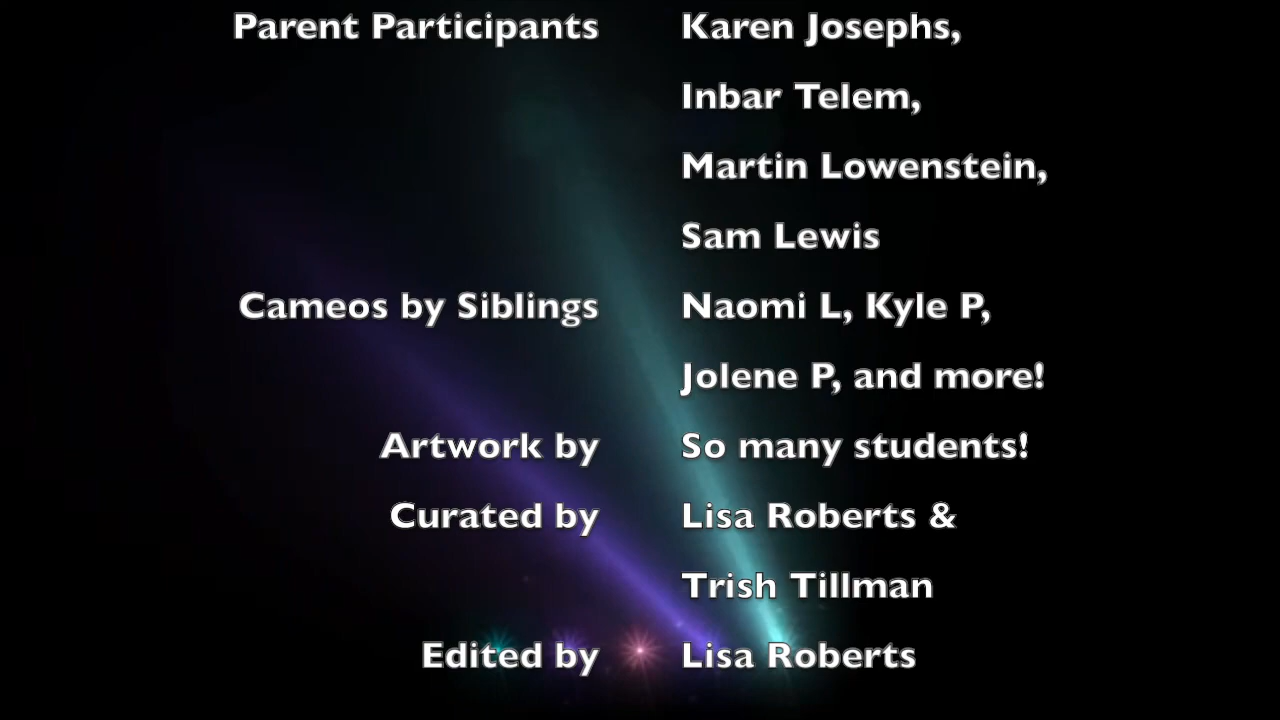 Parent Participants Karen Josephs,
Inbar Telem,
Martin Lowenstein,
Sam Lewis
Cameos by Siblings Naomi L, Kyle P,
Jolene P, and more!
Artwork by So many students!
Curated by Lisa Roberts &
Trish Tillman
Edited by Lisa Roberts